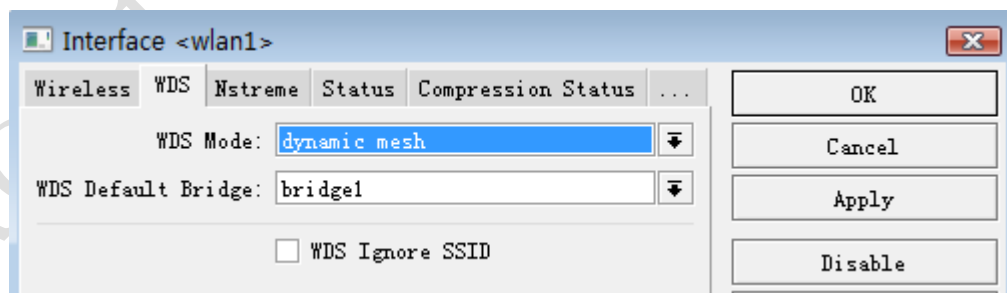 Interface <wlan1>
Wireless WDS Nstreme Status Compression Status ...
OK
WDS Mode: dynamic mesh
Cancel
WDS Default Bridge: bridge1
Apply
WDS Ignore SSID
Disable